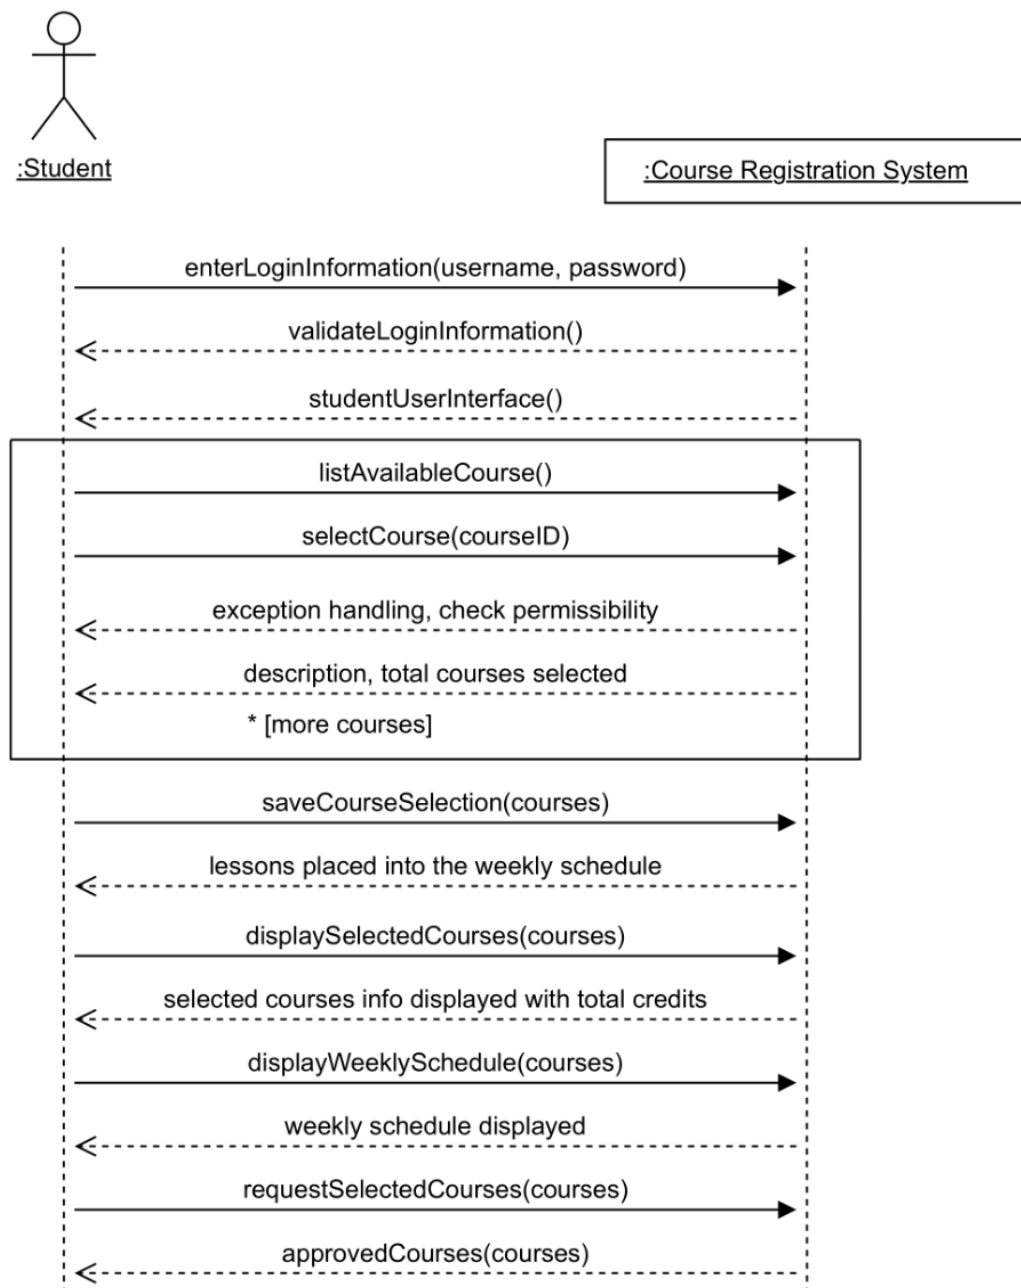 :Student
:Course Registration System
enterLoginInformation(username, password)
validateLoginInformation()
studentUserInterface()
listAvailableCourse()
selectCourse(courseID)
exception handling, check permissibility
description, total courses selected
* [more courses]
saveCourseSelection(courses)
lessons placed into the weekly schedule
displaySelectedCourses(courses)
selected courses info displayed with total credits
displayWeeklySchedule(courses)
weekly schedule displayed
requestSelectedCourses(courses)
approvedCourses(courses)